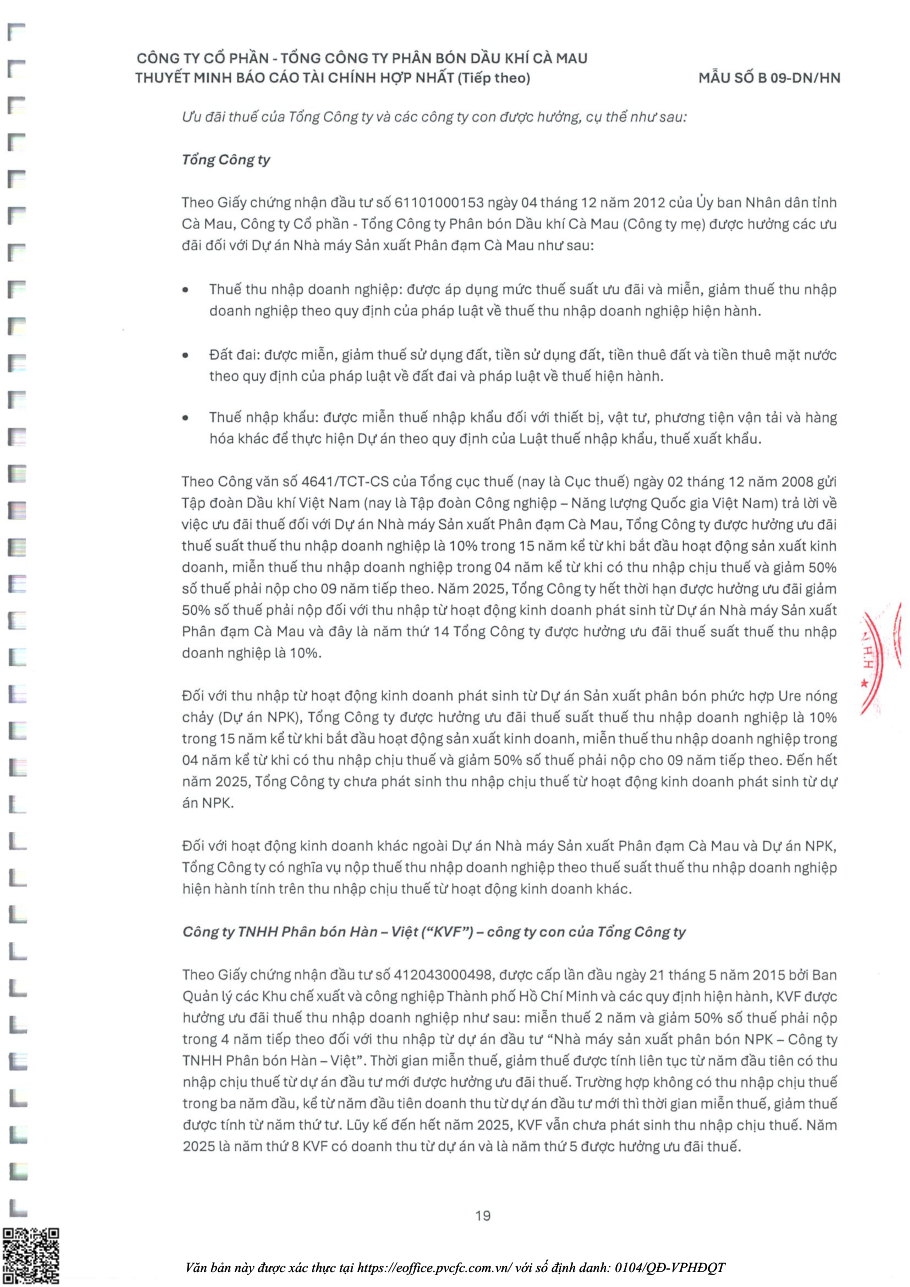 CÔNG TY CỔ PHẦN - TỔNG CÔNG TY PHÂN BÓN DẦU KHÍ CÀ MAU
THUYẾT MINH BÁO CÁO TÀI CHÍNH HỢP NHẤT (Tiếp theo) MẪU SỐ B 09-DN/HN
Ưu đãi thuế của Tổng Công ty và các công ty con được hưởng, cụ thể như sau:
Tổng Công ty
Theo Giấy chứng nhận đầu tư số 61101000153 ngày 04 tháng 12 năm 2012 của Ủy ban Nhân dân tỉnh
Cà Mau, Công ty Cổ phần - Tổng Công ty Phân bón Dầu khí Cà Mau (Công ty mẹ) được hưởng các ưu
đãi đối với Dự án Nhà máy Sản xuất Phân đạm Cà Mau như sau:
• Thuế thu nhập doanh nghiệp: được áp dụng mức thuế suất ưu đãi và miễn, giảm thuế thu nhập
doanh nghiệp theo quy định của pháp luật về thuế thu nhập doanh nghiệp hiện hành.
• Đất đai: được miễn, giảm thuế sử dụng đất, tiền sử dụng đất, tiền thuê đất và tiền thuê mặt nước
theo quy định của pháp luật về đất đai và pháp luật về thuế hiện hành.
• Thuế nhập khẩu: được miễn thuế nhập khẩu đối với thiết bị, vật tư, phương tiện vận tải và hàng
hóa khác để thực hiện Dự án theo quy định của Luật thuế nhập khẩu, thuế xuất khẩu.
Theo Công văn số 4641/TCT-CS của Tổng cục thuế (nay là Cục thuế) ngày 02 tháng 12 năm 2008 gửi
Tập đoàn Dầu khí Việt Nam (nay là Tập đoàn Công nghiệp – Năng lượng Quốc gia Việt Nam) trả lời về
việc ưu đãi thuế đối với Dự án Nhà máy Sản xuất Phân đạm Cà Mau, Tổng Công ty được hưởng ưu đãi
thuế suất thuế thu nhập doanh nghiệp là 10% trong 15 năm kể từ khi bắt đầu hoạt động sản xuất kinh
doanh, miễn thuế thu nhập doanh nghiệp trong 04 năm kể từ khi có thu nhập chịu thuế và giảm 50%
số thuế phải nộp cho 09 năm tiếp theo. Năm 2025, Tổng Công ty hết thời hạn được hưởng ưu đãi giảm
50% số thuế phải nộp đối với thu nhập từ hoạt động kinh doanh phát sinh từ Dự án Nhà máy Sản xuất
Phân đạm Cà Mau và đây là năm thứ 14 Tổng Công ty được hưởng ưu đãi thuế suất thuế thu nhập
doanh nghiệp là 10%.
Đối với thu nhập từ hoạt động kinh doanh phát sinh từ Dự án Sản xuất phân bón phức hợp Ure nóng
chảy (Dự án NPK), Tổng Công ty được hưởng ưu đãi thuế suất thuế thu nhập doanh nghiệp là 10%
trong 15 năm kể từ khi bắt đầu hoạt động sản xuất kinh doanh, miễn thuế thu nhập doanh nghiệp trong
04 năm kể từ khi có thu nhập chịu thuế và giảm 50% số thuế phải nộp cho 09 năm tiếp theo. Đến hết
năm 2025, Tổng Công ty chưa phát sinh thu nhập chịu thuế từ hoạt động kinh doanh phát sinh từ dự
án NPK.
Đối với hoạt động kinh doanh khác ngoài Dự án Nhà máy Sản xuất Phân đạm Cà Mau và Dự án NPK,
Tổng Công ty có nghĩa vụ nộp thuế thu nhập doanh nghiệp theo thuế suất thuế thu nhập doanh nghiệp
hiện hành tính trên thu nhập chịu thuế từ hoạt động kinh doanh khác.
Công ty TNHH Phân bón Hàn – Việt (“KVF”) – công ty con của Tổng Công ty
Theo Giấy chứng nhận đầu tư số 412043000498, được cấp lần đầu ngày 21 tháng 5 năm 2015 bởi Ban
Quản lý các Khu chế xuất và công nghiệp Thành phố Hồ Chí Minh và các quy định hiện hành, KVF được
hưởng ưu đãi thuế thu nhập doanh nghiệp như sau: miễn thuế 2 năm và giảm 50% số thuế phải nộp
trong 4 năm tiếp theo đối với thu nhập từ dự án đầu tư “Nhà máy sản xuất phân bón NPK – Công ty
TNHH Phân bón Hàn – Việt”. Thời gian miễn thuế, giảm thuế được tính liên tục từ năm đầu tiên có thu
nhập chịu thuế từ dự án đầu tư mới được hưởng ưu đãi thuế. Trường hợp không có thu nhập chịu thuế
trong ba năm đầu, kể từ năm đầu tiên doanh thu từ dự án đầu tư mới thì thời gian miễn thuế, giảm thuế
được tính từ năm thứ tư. Lũy kế đến hết năm 2025, KVF vẫn chưa phát sinh thu nhập chịu thuế. Năm
2025 là năm thứ 8 KVF có doanh thu từ dự án và là năm thứ 5 được hưởng ưu đãi thuế.
19
Văn bản này được xác thực tại https://eoffice.pvcfc.com.vn/ với số định danh: 0104/QĐ-VPHĐQT